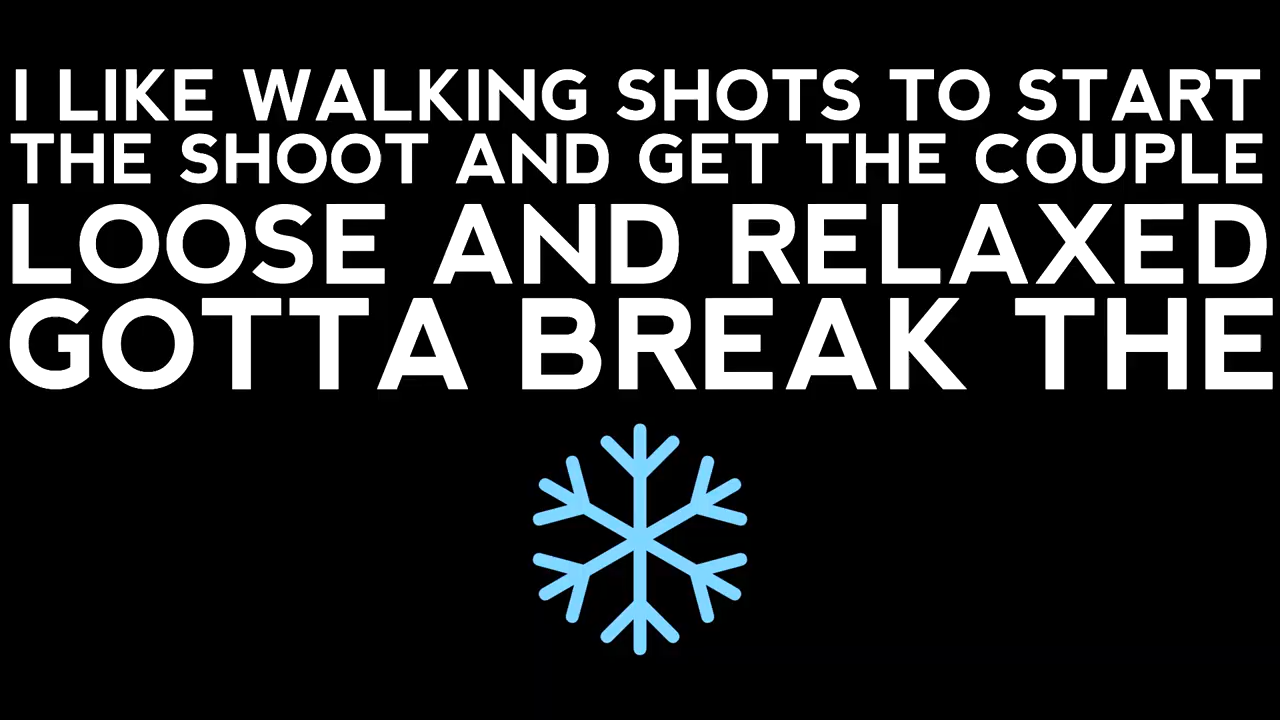 I LIKE WALKING SHOTS TO START
THE SHOOT AND GET THE COUPLE
LOOSE AND RELAXED
GOTTA BREAK THE